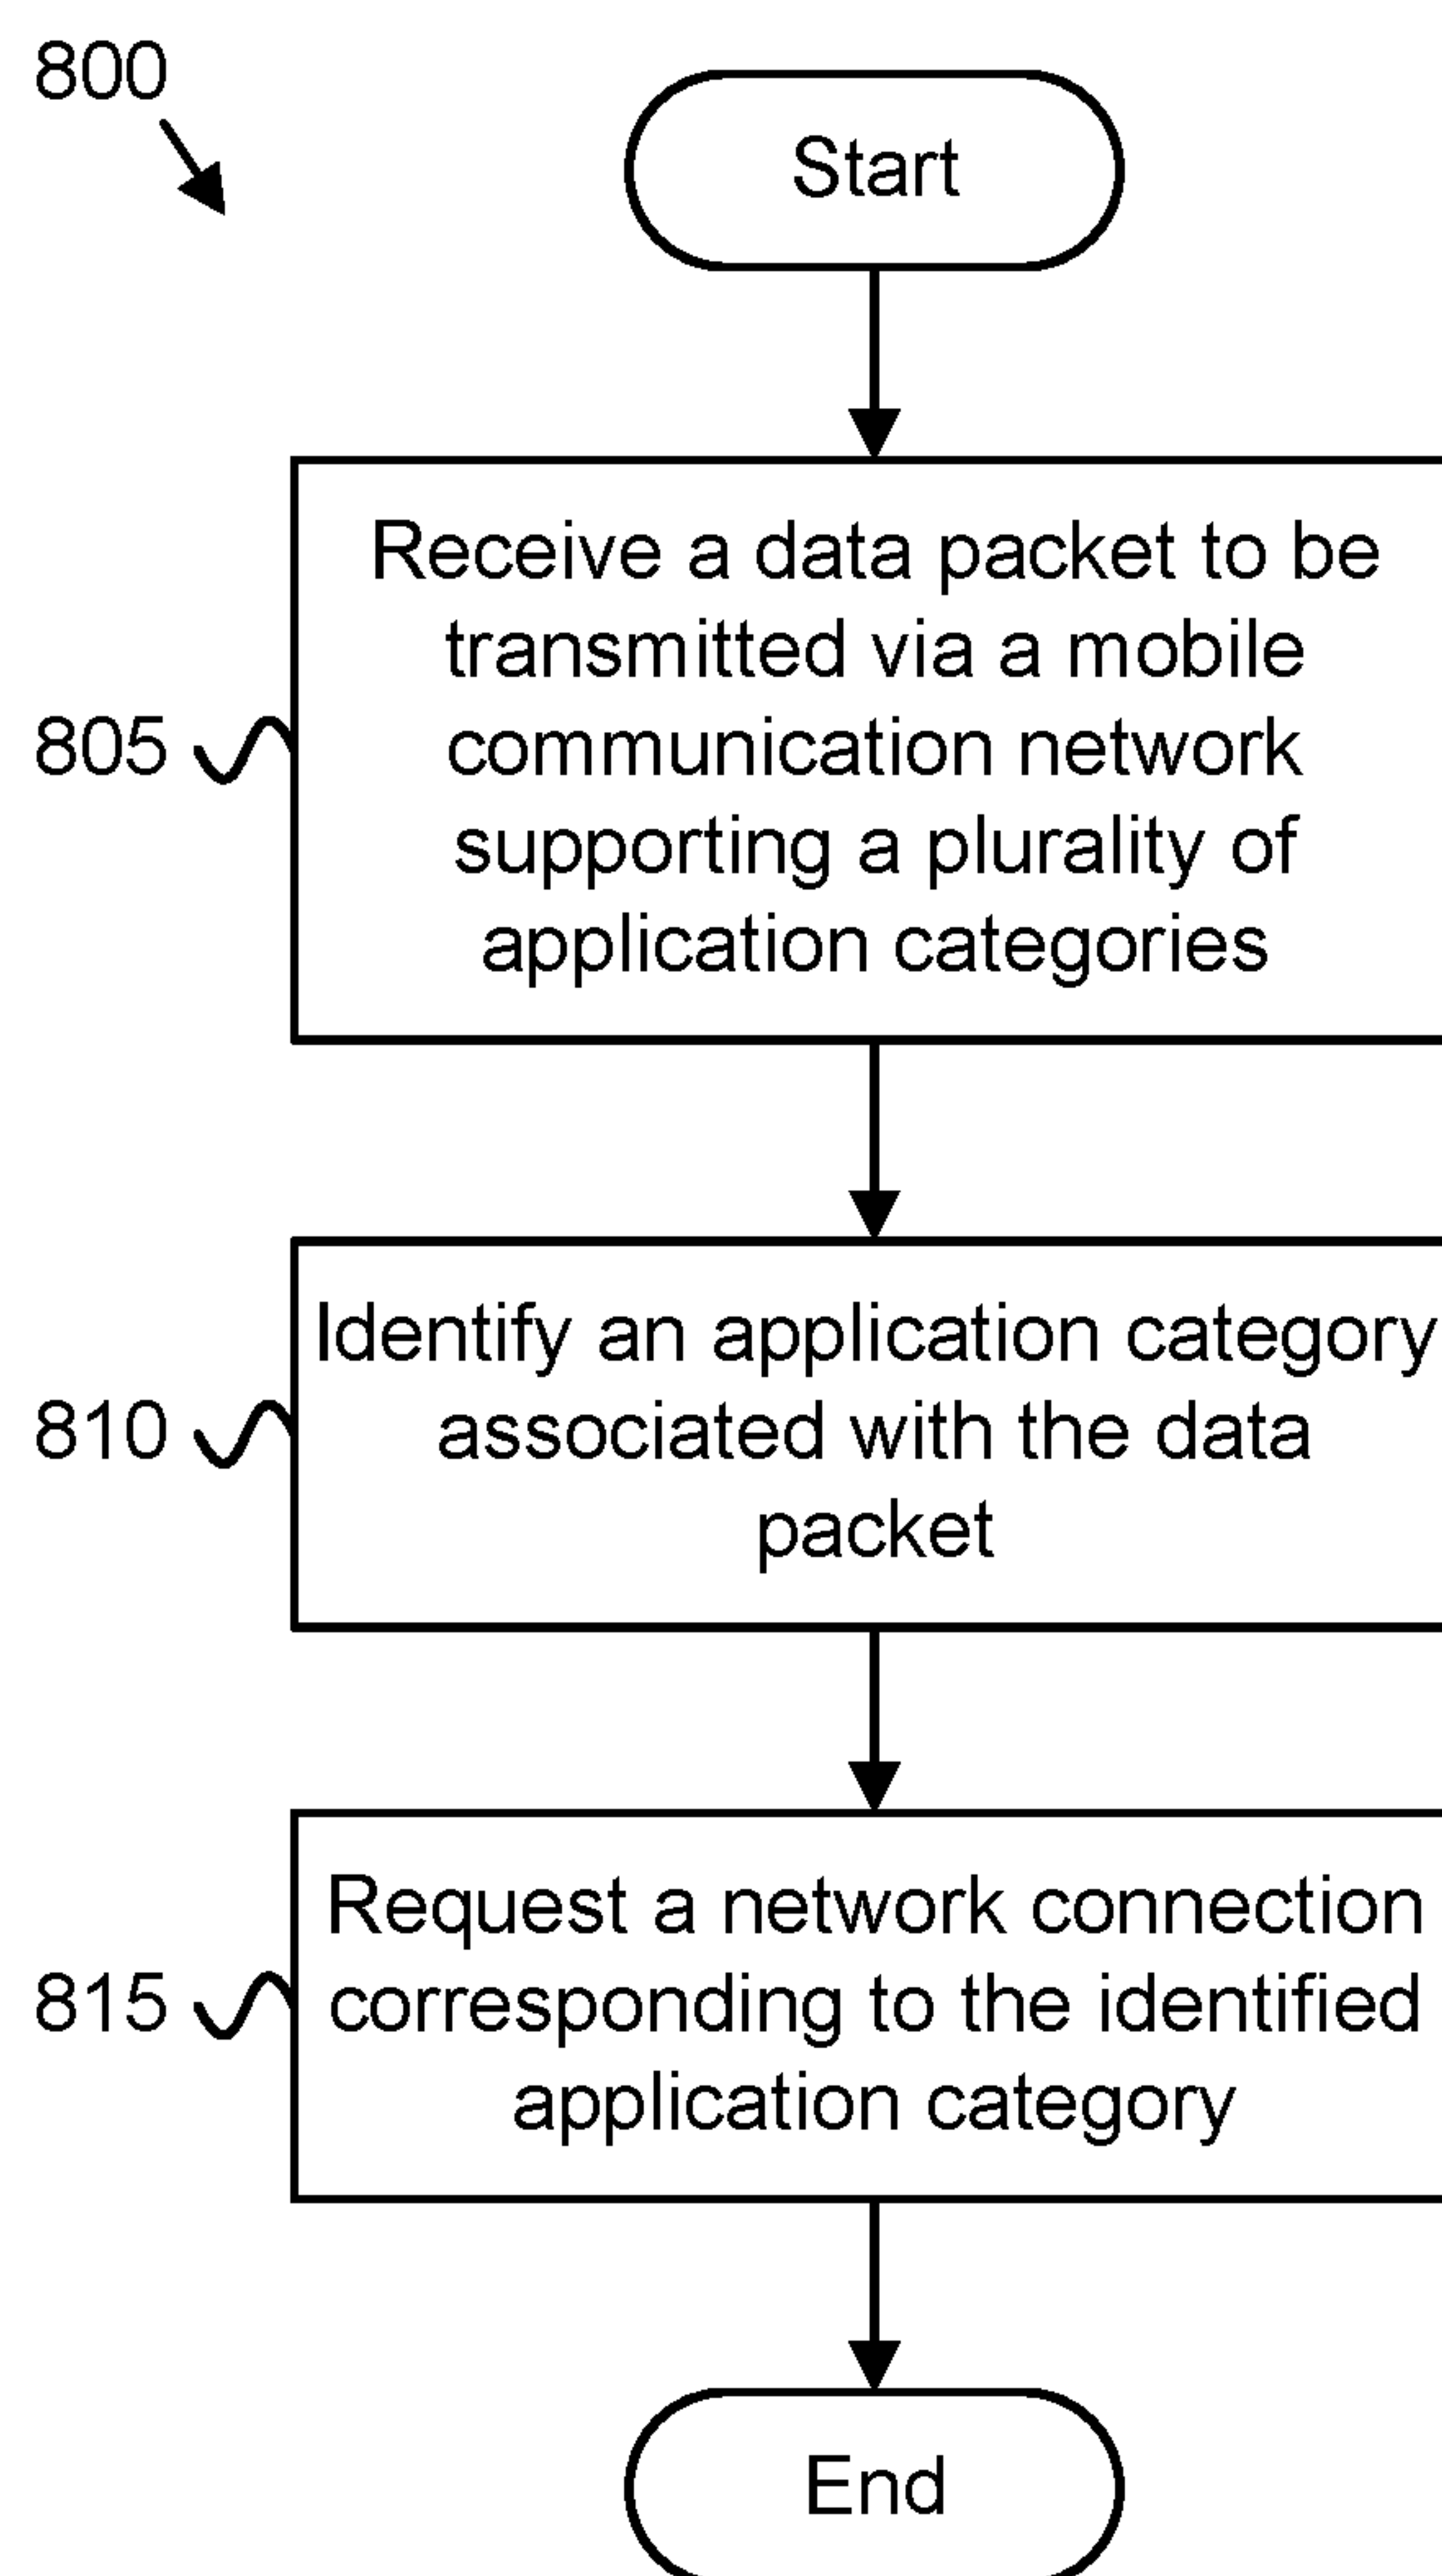 800
Start
Receive a data packet to be
transmitted via a mobile
communication network
supporting a plurality of
application categories
805
Identify an application category
associated with the data
packet
810
Request a network connection
corresponding to the identified
application category
815
End